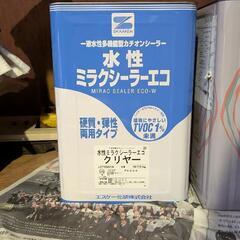 SKAKEN
一液水性多機能型カチオンシーラー
水性
ミラクシーラーエコ
MIRAC SEALER ECO-W
硬質・弾性
両用タイプ
環境にやさしい
TVOC 1%
未満
水性ミラクシーラーエコ
クリヤー
エスケー化研株式会社